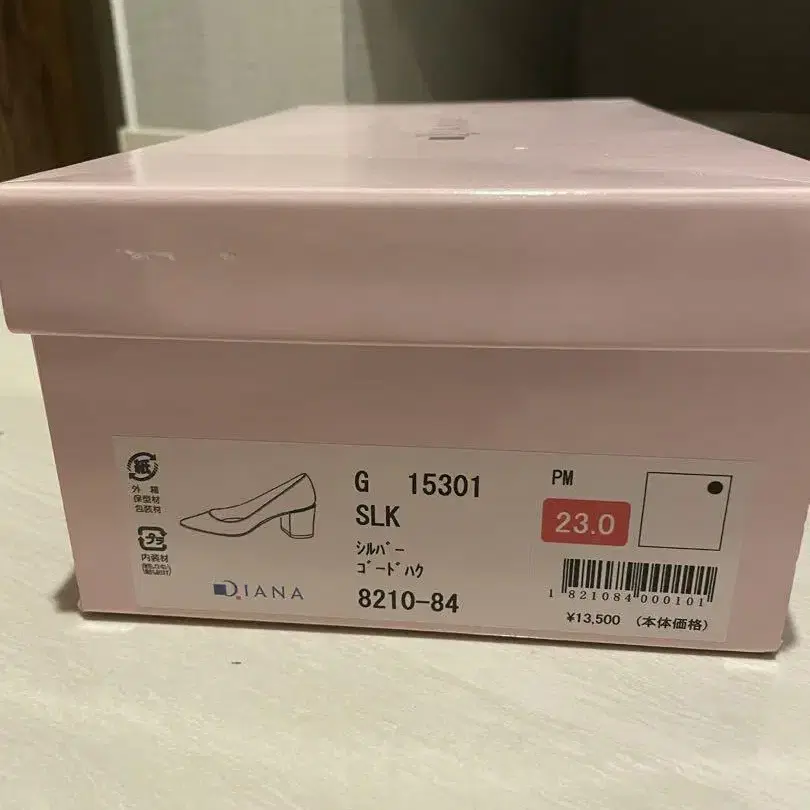 紙
外箱
保型材
包装材
プラ
内装材
DIANA
G 15301
SLK
シルバー
ゴードハク
8210-84
PM
23.0
1 821084 000101
¥13,500 (本体価格)